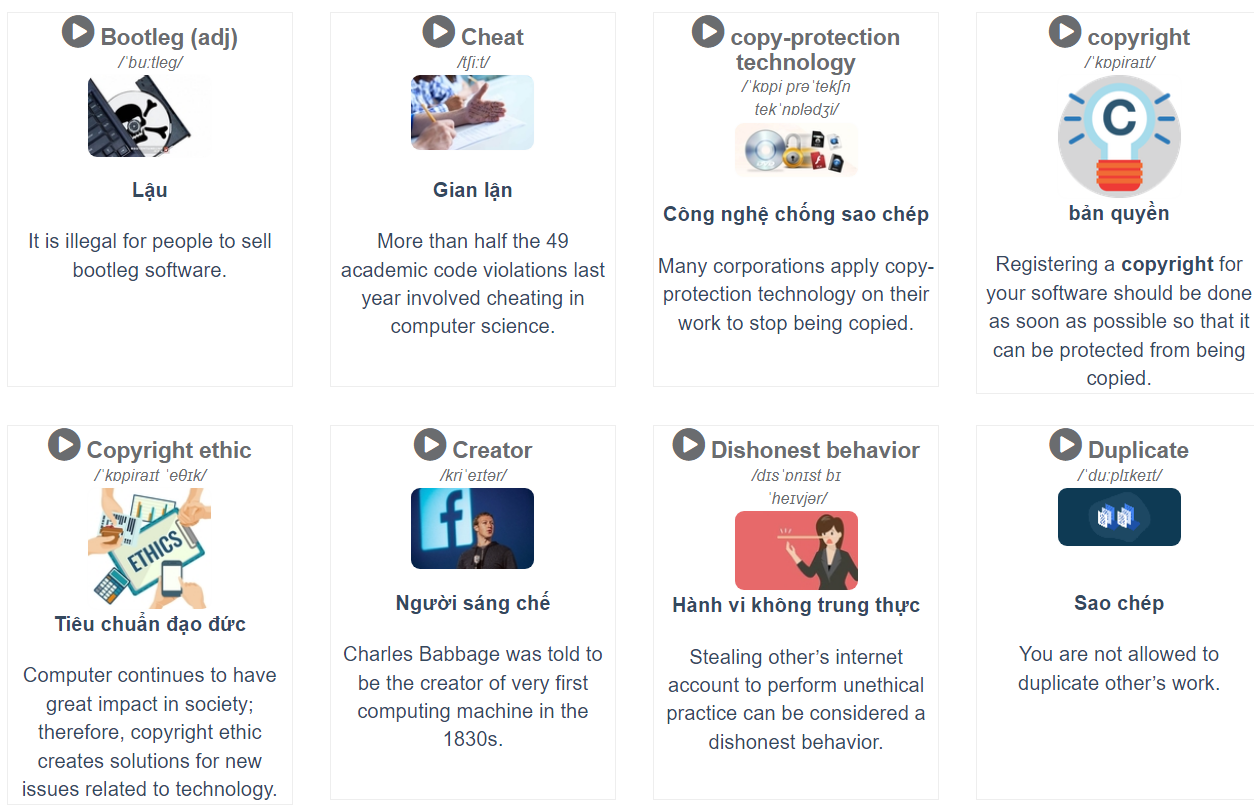 Bootleg (adj)
/ˈbuːtleɡ/
Lậu
It is illegal for people to sell
bootleg software.
Cheat
/tʃiːt/
Gian lận
More than half the 49
academic code violations last
year involved cheating in
computer science.
copy-protection
technology
/ˈkɒpi prəˈtekʃn
tekˈnɒlədʒi/
Công nghệ chống sao chép
Many corporations apply copy-
protection technology on their
work to stop being copied.
copyright
/ˈkɒpiraɪt/
C
bản quyền
Registering a copyright for
your software should be done
as soon as possible so that it
can be protected from being
copied.
Copyright ethic
/ˈkɒpiraɪt ˈeθɪk/
ETHICS
Tiêu chuẩn đạo đức
Computer continues to have
great impact in society;
therefore, copyright ethic
creates solutions for new
issues related to technology.
Creator
/kriˈeɪtər/
f
Người sáng chế
Charles Babbage was told to
be the creator of very first
computing machine in the
1830s.
Dishonest behavior
/dɪsˈɒnɪst bɪ
ˈheɪvjər/
Hành vi không trung thực
Stealing other’s internet
account to perform unethical
practice can be considered a
dishonest behavior.
Duplicate
/ˈduːplɪkeɪt/
Sao chép
You are not allowed to
duplicate other’s work.